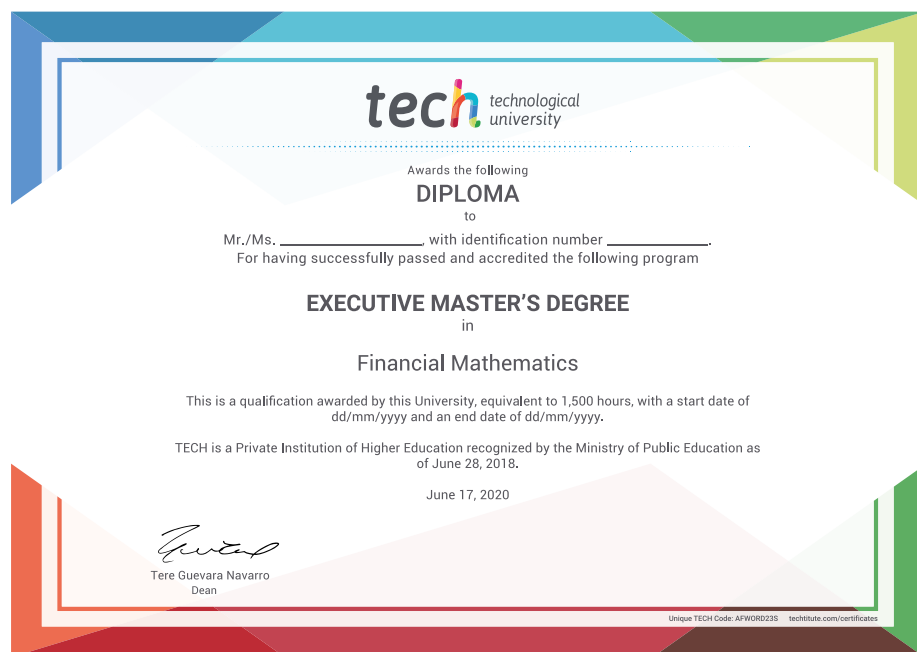 tech technological
university
Awards the following
DIPLOMA
to
Mr./Ms. ____________________, with identification number ______________.
For having successfully passed and accredited the following program
EXECUTIVE MASTER'S DEGREE
in
Financial Mathematics
This is a qualification awarded by this University, equivalent to 1,500 hours, with a start date of
dd/mm/yyyy and an end date of dd/mm/yyyy.
TECH is a Private Institution of Higher Education recognized by the Ministry of Public Education as
of June 28, 2018.
June 17, 2020
Tere Guevara Navarro
Dean
Unique TECH Code: AFWORD23S techtitute.com/certificates